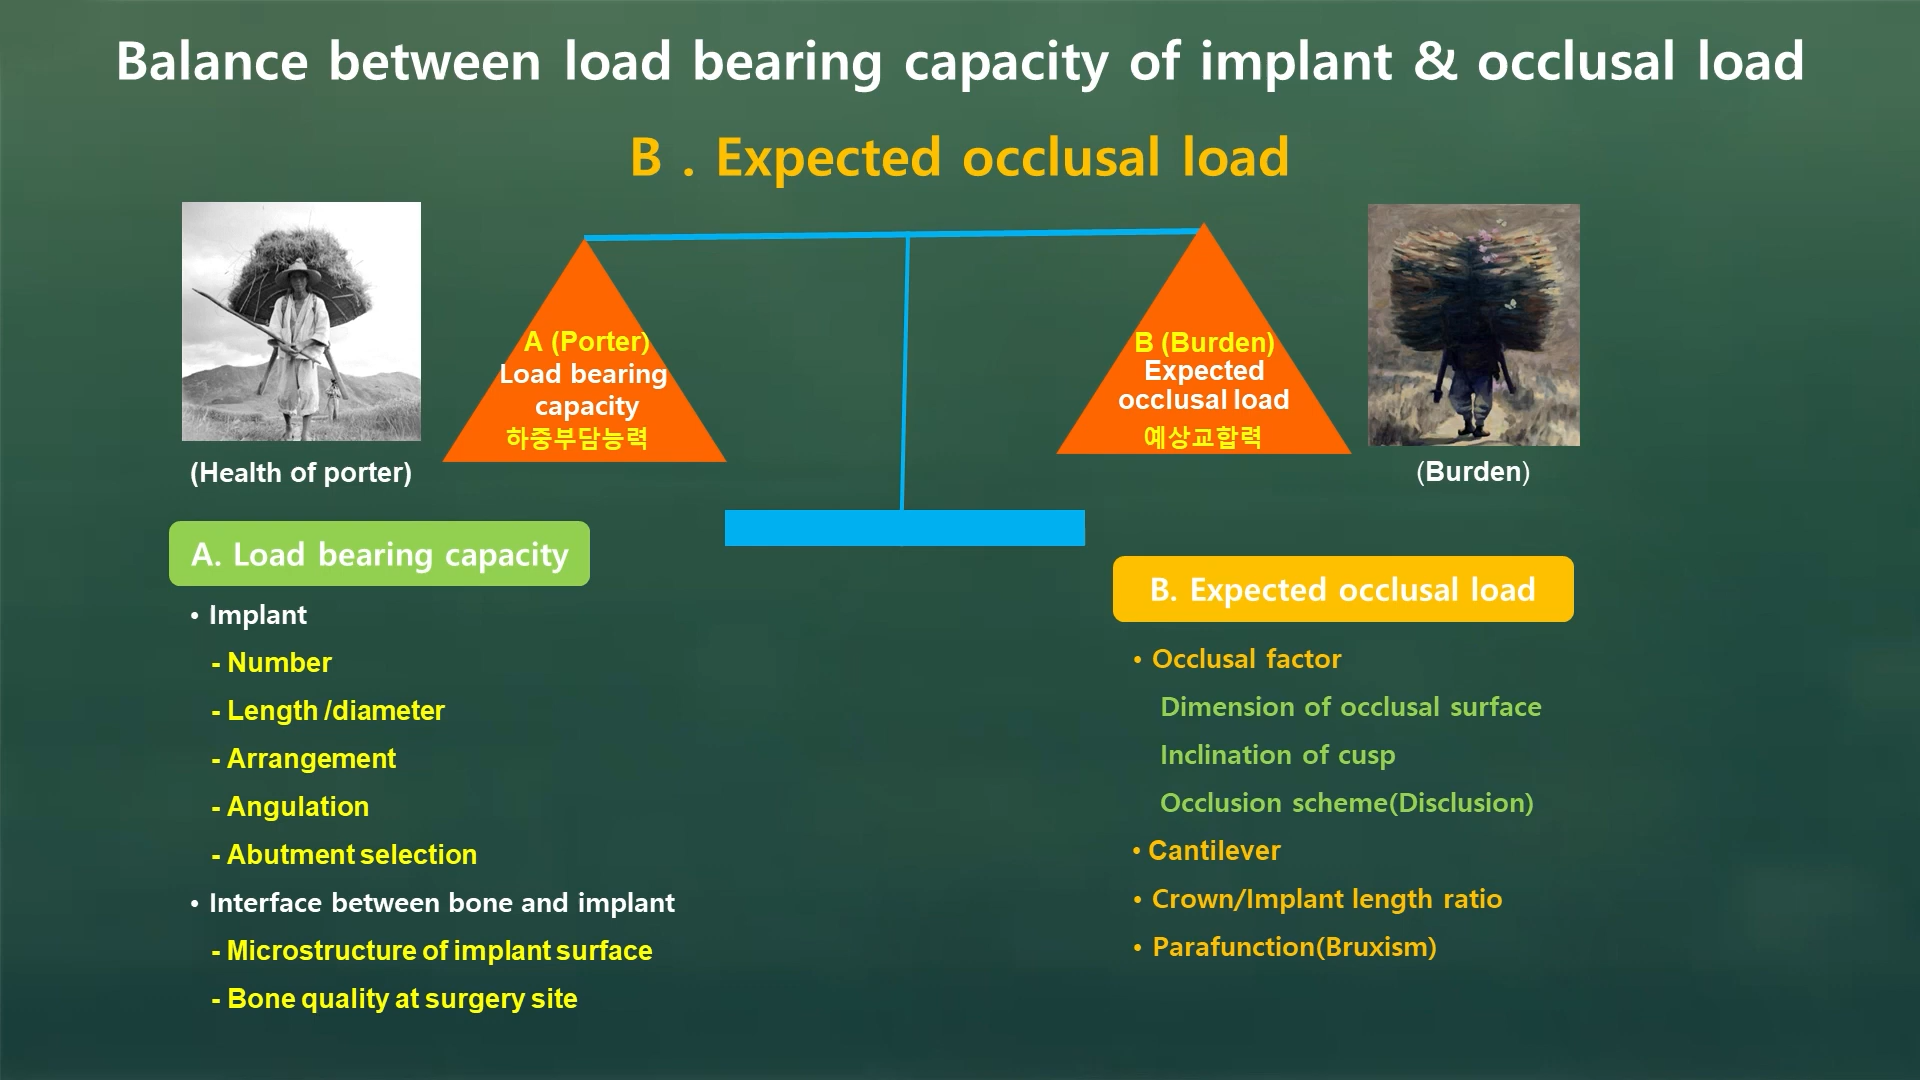 Balance between load bearing capacity of implant & occlusal load
B . Expected occlusal load
A (Porter)
Load bearing
capacity
하중부담능력
B (Burden)
Expected
occlusal load
예상교합력
(Health of porter)
(Burden)
A. Load bearing capacity
• Implant
- Number
- Length /diameter
- Arrangement
- Angulation
- Abutment selection
• Interface between bone and implant
- Microstructure of implant surface
- Bone quality at surgery site
B. Expected occlusal load
• Occlusal factor
Dimension of occlusal surface
Inclination of cusp
Occlusion scheme(Disclusion)
• Cantilever
• Crown/Implant length ratio
• Parafunction(Bruxism)